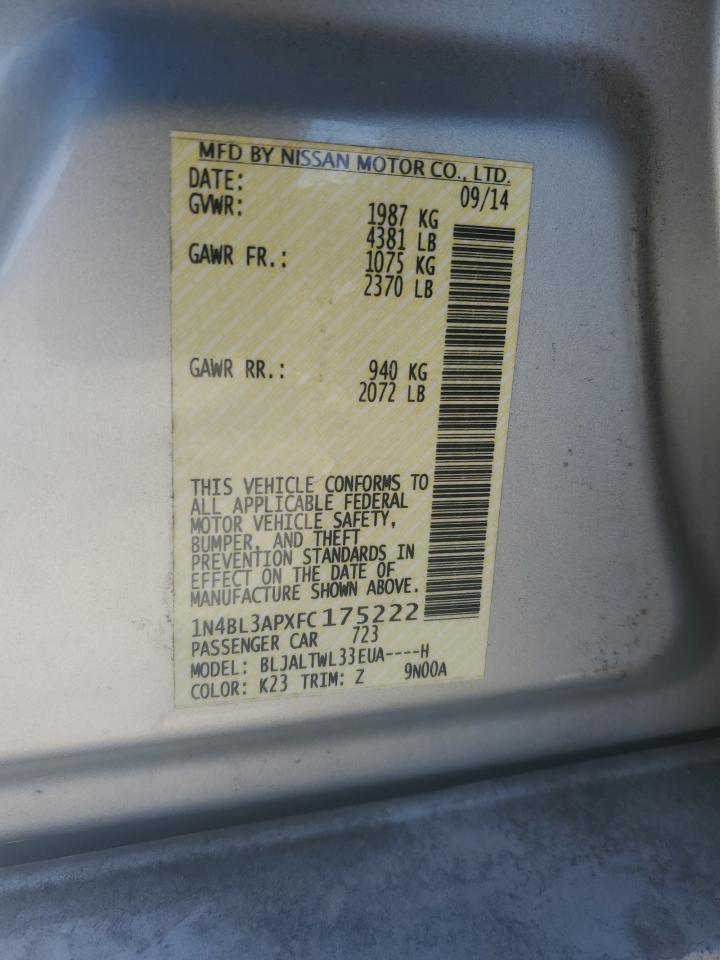 MFD BY NISSAN MOTOR CO., LTD.
DATE: 09/14
GVWR: 1987 KG
4381 LB
GAWR FR.: 1075 KG
2370 LB
GAWR RR.: 940 KG
2072 LB
THIS VEHICLE CONFORMS TO
ALL APPLICABLE FEDERAL
MOTOR VEHICLE SAFETY,
BUMPER, AND THEFT
PREVENTION STANDARDS IN
EFFECT ON THE DATE OF
MANUFACTURE SHOWN ABOVE.
1N4BL3APXFC175222
PASSENGER CAR 723
MODEL: BLJALTWL33EUA----H
COLOR: K23 TRIM: Z 9N00A